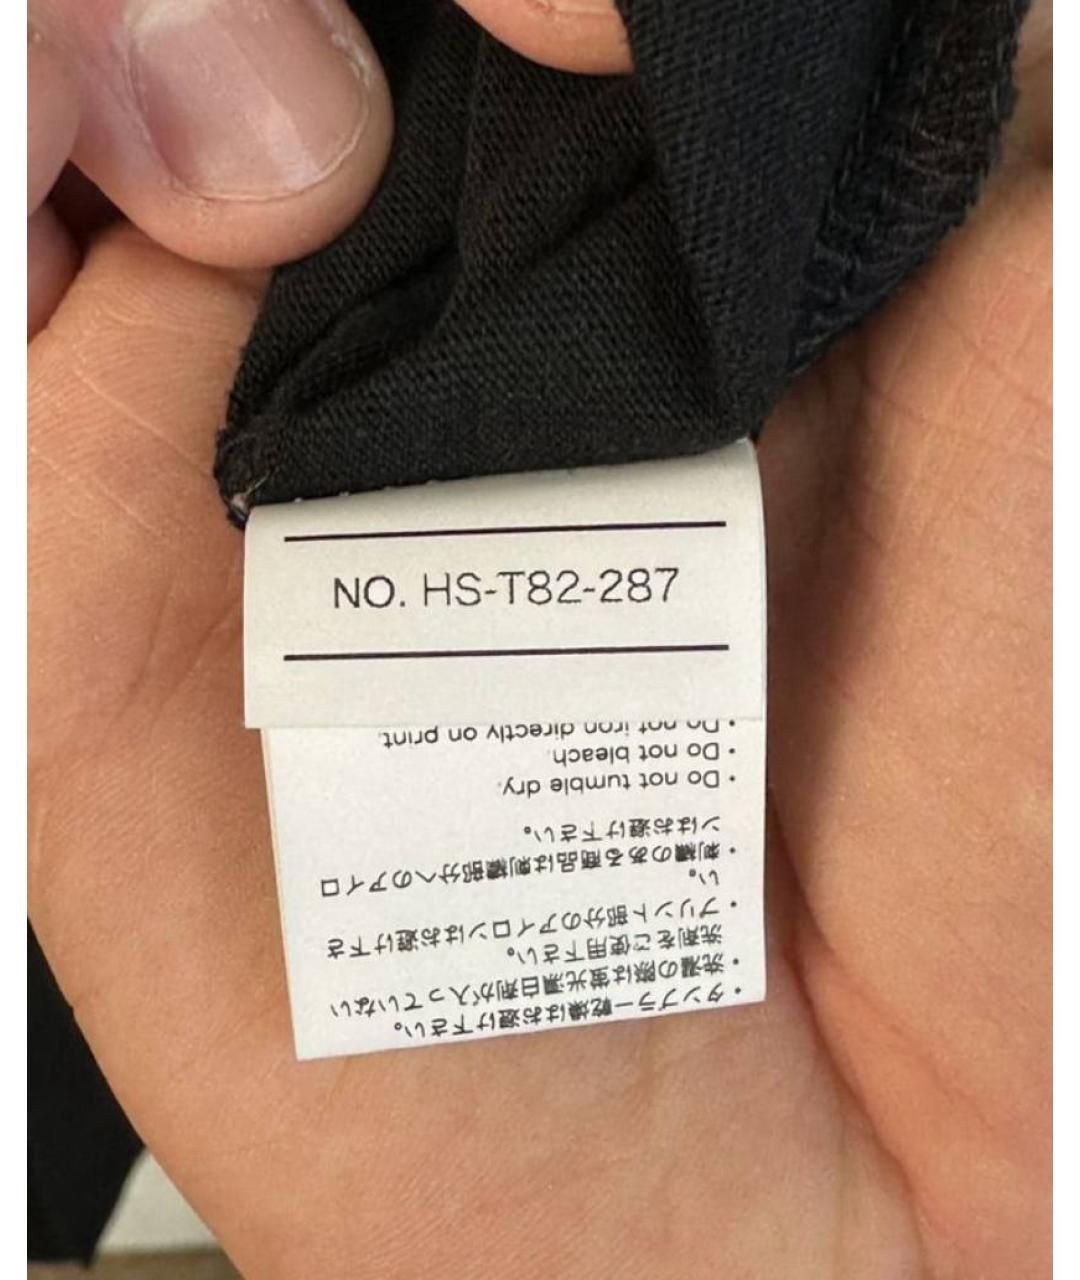 NO. HS-T82-287
・タンブラー乾燥はお避け下さい。
・洗濯の際は蛍光漂白剤が入っていない
洗剤をご使用下さい。
・プリント部分のアイロンはお避け下さ
い。
・刺繍のある商品は刺繍部分へのアイロ
ンはお避け下さい。
・Do not tumble dry.
・Do not bleach.
・Do not iron directly on print.